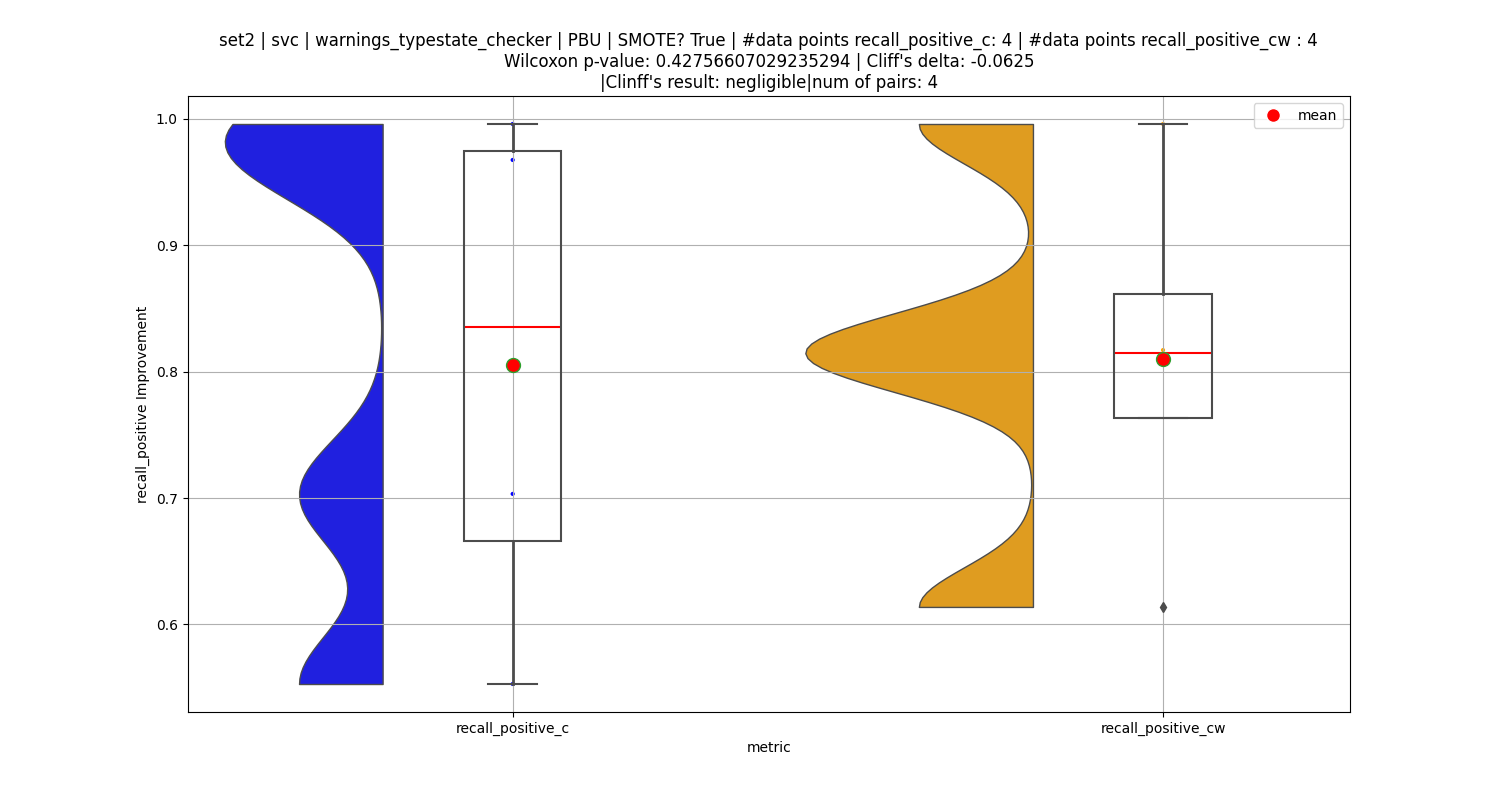 set2 | svc | warnings_typestate_checker | PBU | SMOTE? True | #data points recall_positive_c: 4 | #data points recall_positive_cw : 4
Wilcoxon p-value: 0.42756607029235294 | Cliff's delta: -0.0625
|Clinff's result: negligible|num of pairs: 4
mean
1.0
0.9
0.8
0.7
0.6
recall_positive Improvement
recall_positive_c
recall_positive_cw
metric